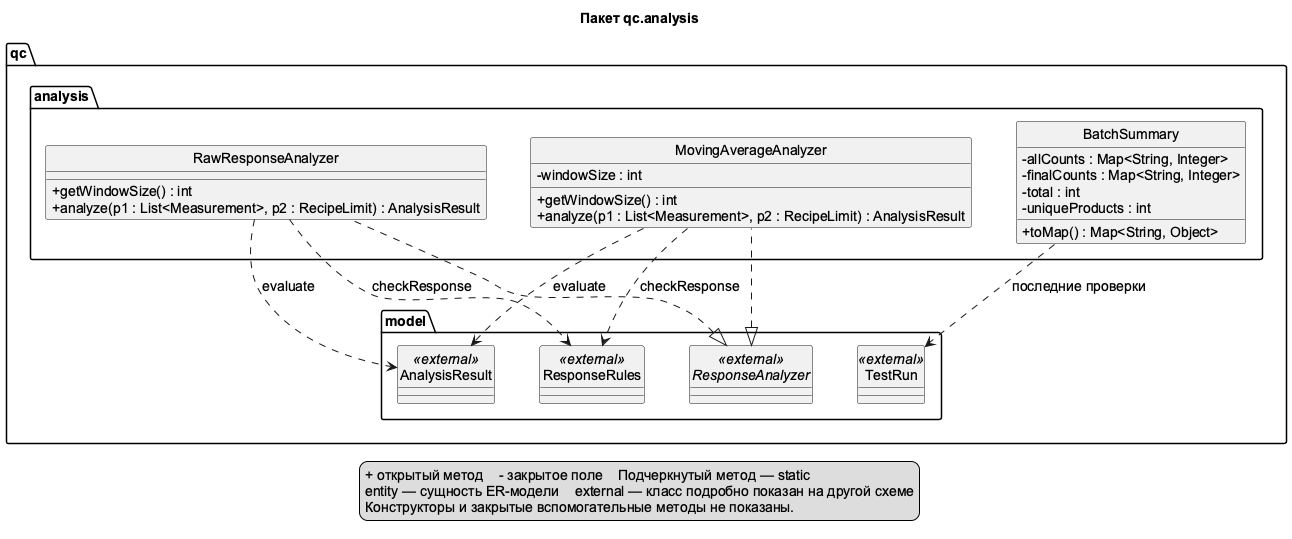 Пакет qc.analysis
qc
analysis
RawResponseAnalyzer
+getWindowSize() : int
+analyze(p1 : List<Measurement>, p2 : RecipeLimit) : AnalysisResult
MovingAverageAnalyzer
-windowSize : int
+getWindowSize() : int
+analyze(p1 : List<Measurement>, p2 : RecipeLimit) : AnalysisResult
BatchSummary
-allCounts : Map<String, Integer>
-finalCounts : Map<String, Integer>
-total : int
-uniqueProducts : int
+toMap() : Map<String, Object>
evaluate
checkResponse
evaluate
checkResponse
последние проверки
model
«external»
AnalysisResult
«external»
ResponseRules
«external»
ResponseAnalyzer
«external»
TestRun
+ открытый метод - закрытое поле Подчеркнутый метод — static
entity — сущность ER-модели external — класс подробно показан на другой схеме
Конструкторы и закрытые вспомогательные методы не показаны.